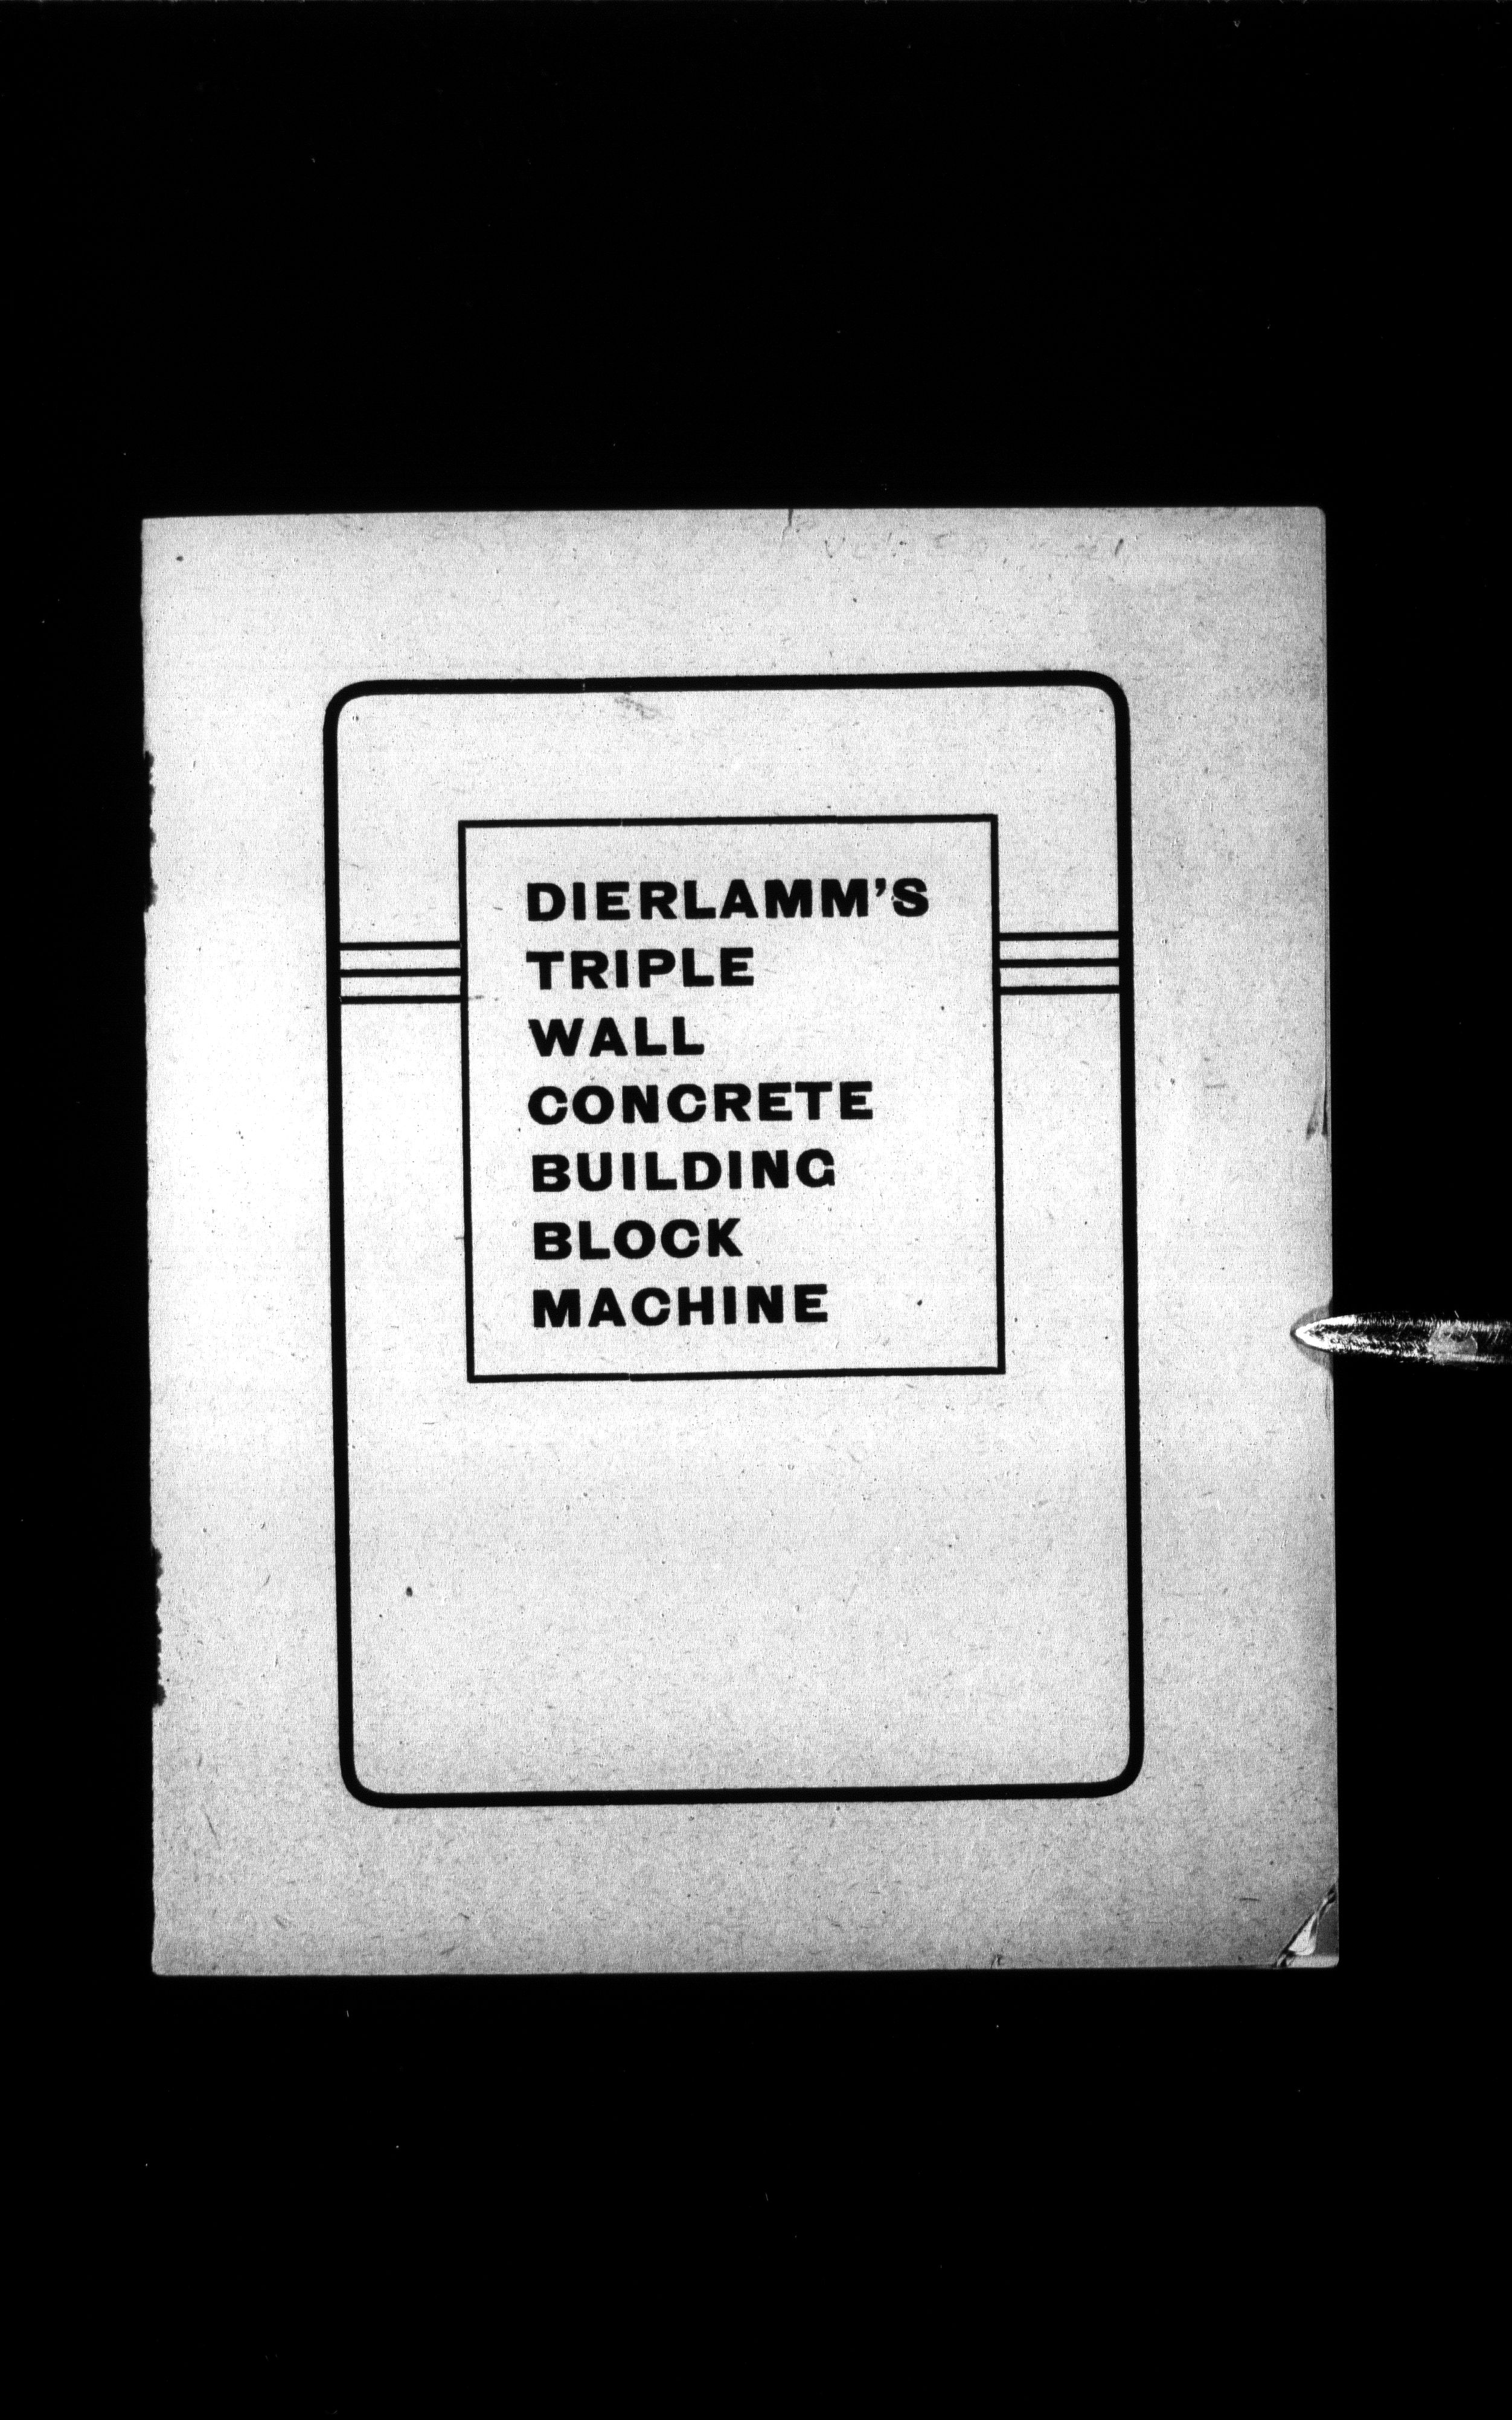 DIERLAMM'S
TRIPLE
WALL
CONCRETE
BUILDING
BLOCK
MACHINE